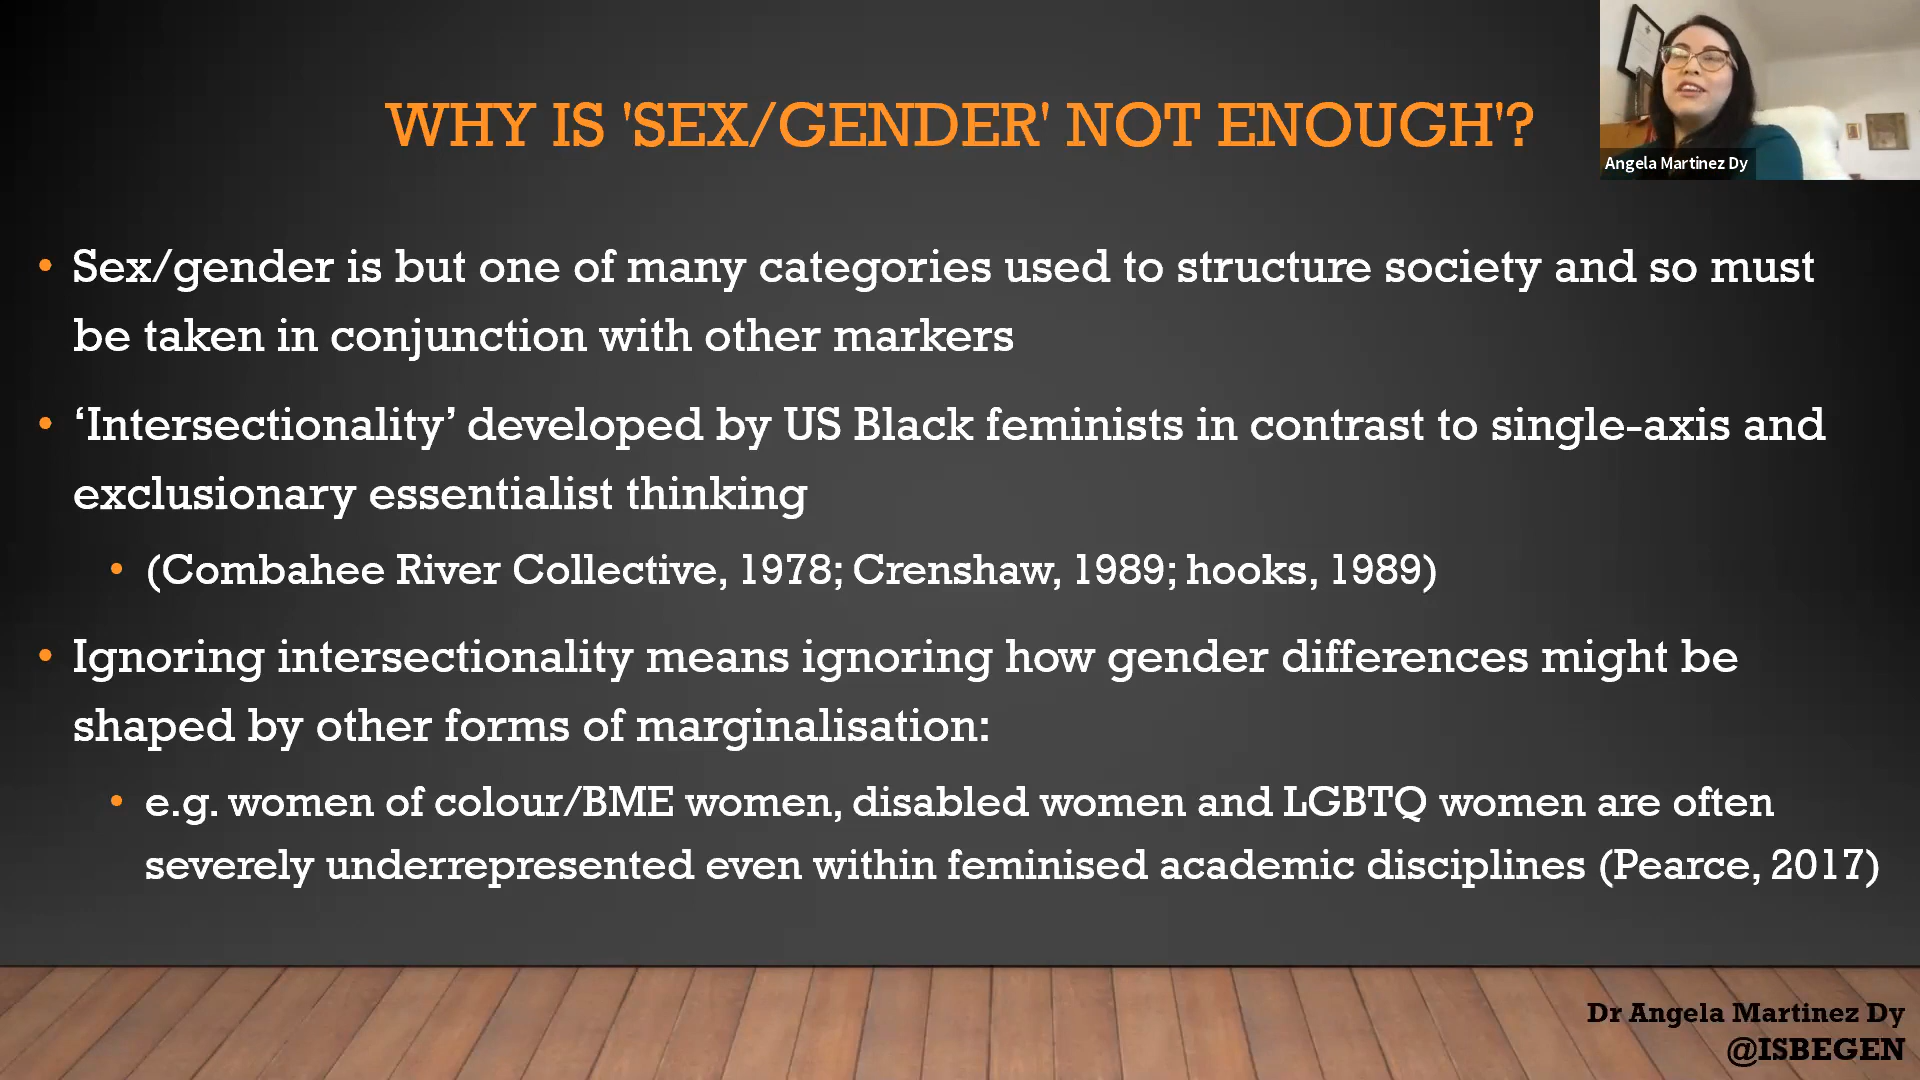 WHY IS 'SEX/GENDER' NOT ENOUGH'?
Angela Martinez Dy
• Sex/gender is but one of many categories used to structure society and so must
be taken in conjunction with other markers
• ‘Intersectionality’ developed by US Black feminists in contrast to single-axis and
exclusionary essentialist thinking
• (Combahee River Collective, 1978; Crenshaw, 1989; hooks, 1989)
• Ignoring intersectionality means ignoring how gender differences might be
shaped by other forms of marginalisation:
• e.g. women of colour/BME women, disabled women and LGBTQ women are often
severely underrepresented even within feminised academic disciplines (Pearce, 2017)
Dr Angela Martinez Dy
@ISBEGEN